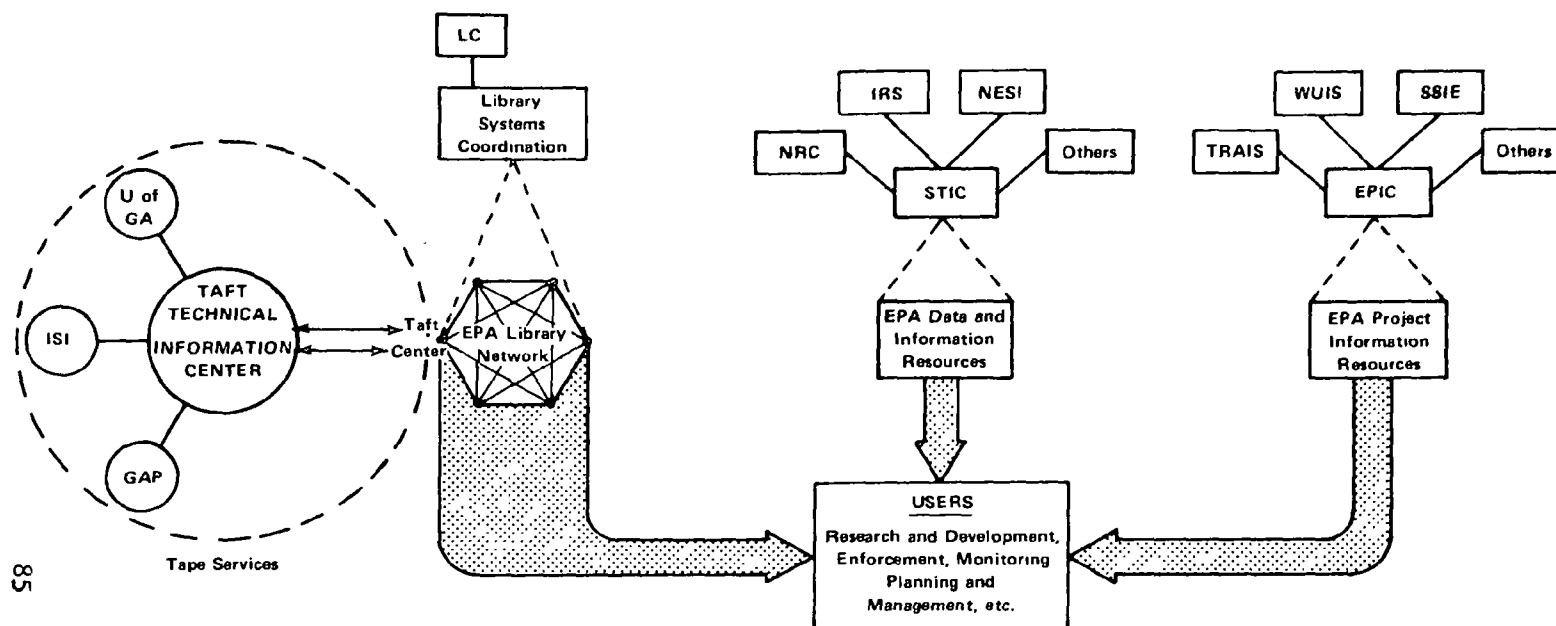 LC
Library
Systems
Coordination
U of
GA
TAFT
TECHNICAL
INFORMATION
CENTER
ISI
GAP
Tape Services
Taft
Center
EPA Library
Network
IRS
NESI
NRC
Others
STIC
EPA Data and
Information
Resources
WUIS
SSIE
TRAIS
Others
EPIC
EPA Project
Information
Resources
USERS
Research and Development,
Enforcement, Monitoring
Planning and
Management, etc.
85